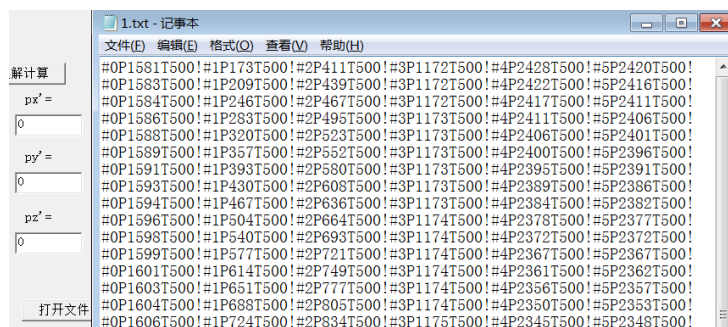 1.txt - 记事本
文件(F) 编辑(E) 格式(O) 查看(V) 帮助(H)
解计算
px'=
0
py'=
0
pz'=
0
打开文件
#0P1581T500!#1P173T500!#2P411T500!#3P1172T500!#4P2428T500!#5P2420T500!
#0P1583T500!#1P209T500!#2P439T500!#3P1172T500!#4P2422T500!#5P2416T500!
#0P1584T500!#1P246T500!#2P467T500!#3P1172T500!#4P2417T500!#5P2411T500!
#0P1586T500!#1P283T500!#2P495T500!#3P1173T500!#4P2411T500!#5P2406T500!
#0P1588T500!#1P320T500!#2P523T500!#3P1173T500!#4P2406T500!#5P2401T500!
#0P1589T500!#1P357T500!#2P552T500!#3P1173T500!#4P2400T500!#5P2396T500!
#0P1591T500!#1P393T500!#2P580T500!#3P1173T500!#4P2395T500!#5P2391T500!
#0P1593T500!#1P430T500!#2P608T500!#3P1173T500!#4P2389T500!#5P2386T500!
#0P1594T500!#1P467T500!#2P636T500!#3P1173T500!#4P2384T500!#5P2382T500!
#0P1596T500!#1P504T500!#2P664T500!#3P1174T500!#4P2378T500!#5P2377T500!
#0P1598T500!#1P540T500!#2P693T500!#3P1174T500!#4P2372T500!#5P2372T500!
#0P1599T500!#1P577T500!#2P721T500!#3P1174T500!#4P2367T500!#5P2367T500!
#0P1601T500!#1P614T500!#2P749T500!#3P1174T500!#4P2361T500!#5P2362T500!
#0P1603T500!#1P651T500!#2P777T500!#3P1174T500!#4P2356T500!#5P2357T500!
#0P1604T500!#1P688T500!#2P805T500!#3P1174T500!#4P2350T500!#5P2353T500!
#0P1606T500!#1P724T500!#2P834T500!#3P1175T500!#4P2345T500!#5P2348T500!